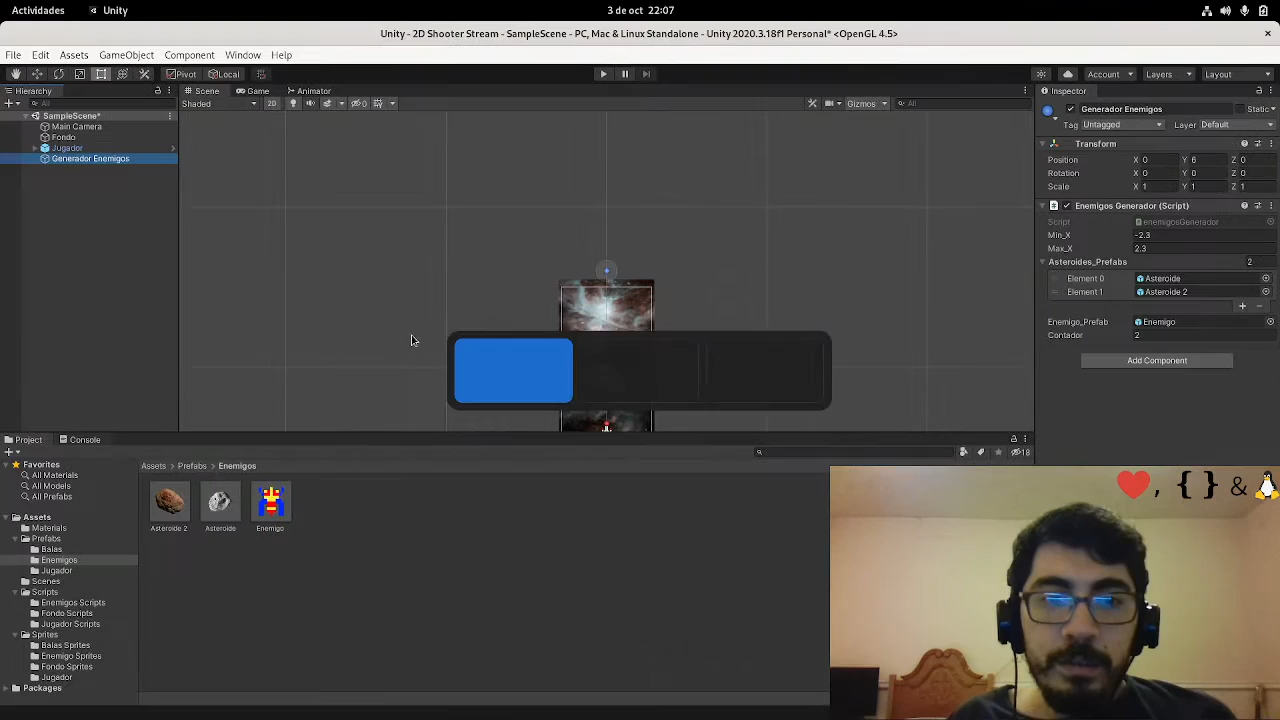 Actividades
Unity
3 de oct 22:07
Unity - 2D Shooter Stream - SampleScene - PC, Mac & Linux Standalone - Unity 2020.3.18f1 Personal* <OpenGL 4.5>
File Edit Assets GameObject Component Window Help
Pivot Local Account Layers Layout
Hierarchy
All
SampleScene*
Main Camera
Fondo
Jugador
Generador Enemigos
Scene Game Animator
Shaded 2D 0 Gizmos All
Inspector
Generador Enemigos Static
Tag Untagged Layer Default
Transform
Position X 0 Y 6 Z 0
Rotation X 0 Y 0 Z 0
Scale X 1 Y 1 Z 1
Enemigos Generador (Script)
Script enemigosGenerador
Min_X -2.3
Max_X 2.3
Asteroides_Prefabs 2
Element 0 Asteroide
Element 1 Asteroide 2
Enemigo_Prefab Enemigo
Contador 2
Add Component
Project Console
18
Favorites
All Materials
All Models
All Prefabs
Assets
Materials
Prefabs
Balas
Enemigos
Jugador
Scenes
Scripts
Enemigos Scripts
Fondo Scripts
Jugador Scripts
Sprites
Balas Sprites
Enemigo Sprites
Fondo Sprites
Jugador
Packages
Assets > Prefabs > Enemigos
Asteroide 2 Asteroide Enemigo
, { } &